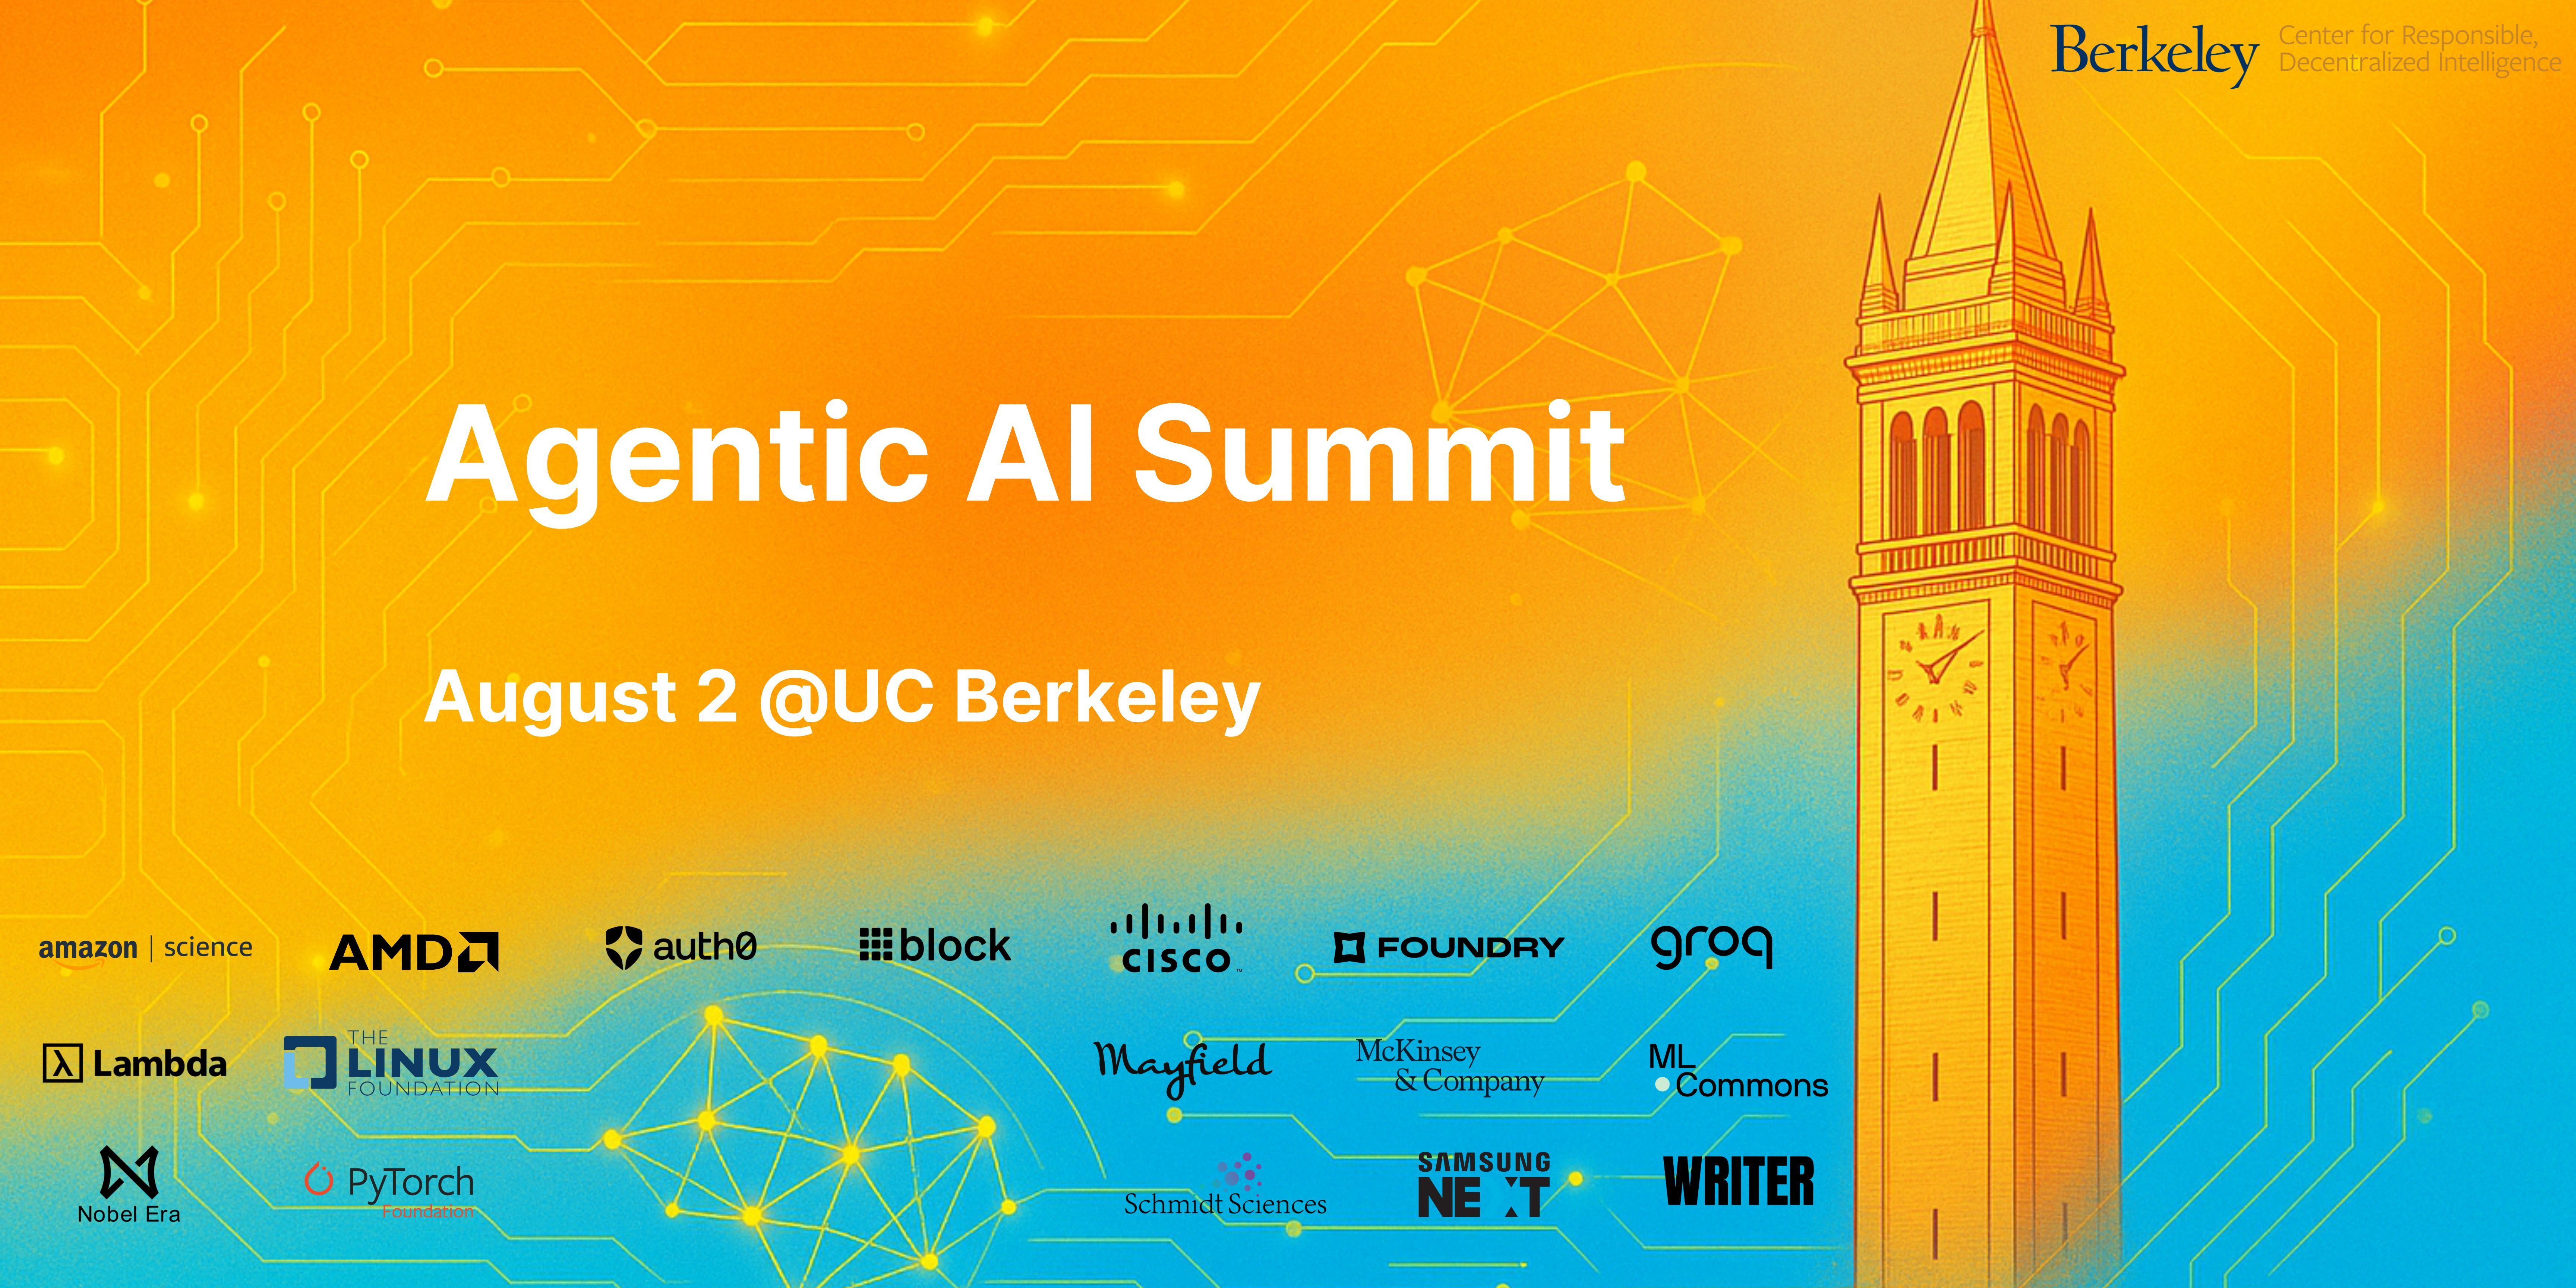 Berkeley
Center for Responsible,
Decentralized Intelligence
Agentic AI Summit
August 2 @UC Berkeley
amazon | science
AMD
auth0
block
CISCO
FOUNDRY
groq
λ Lambda
THE
LINUX
FOUNDATION
Mayfield
McKinsey
& Company
ML
Commons
Nobel Era
PyTorch
Foundation
Schmidt Sciences
SAMSUNG
NEXT
WRITER